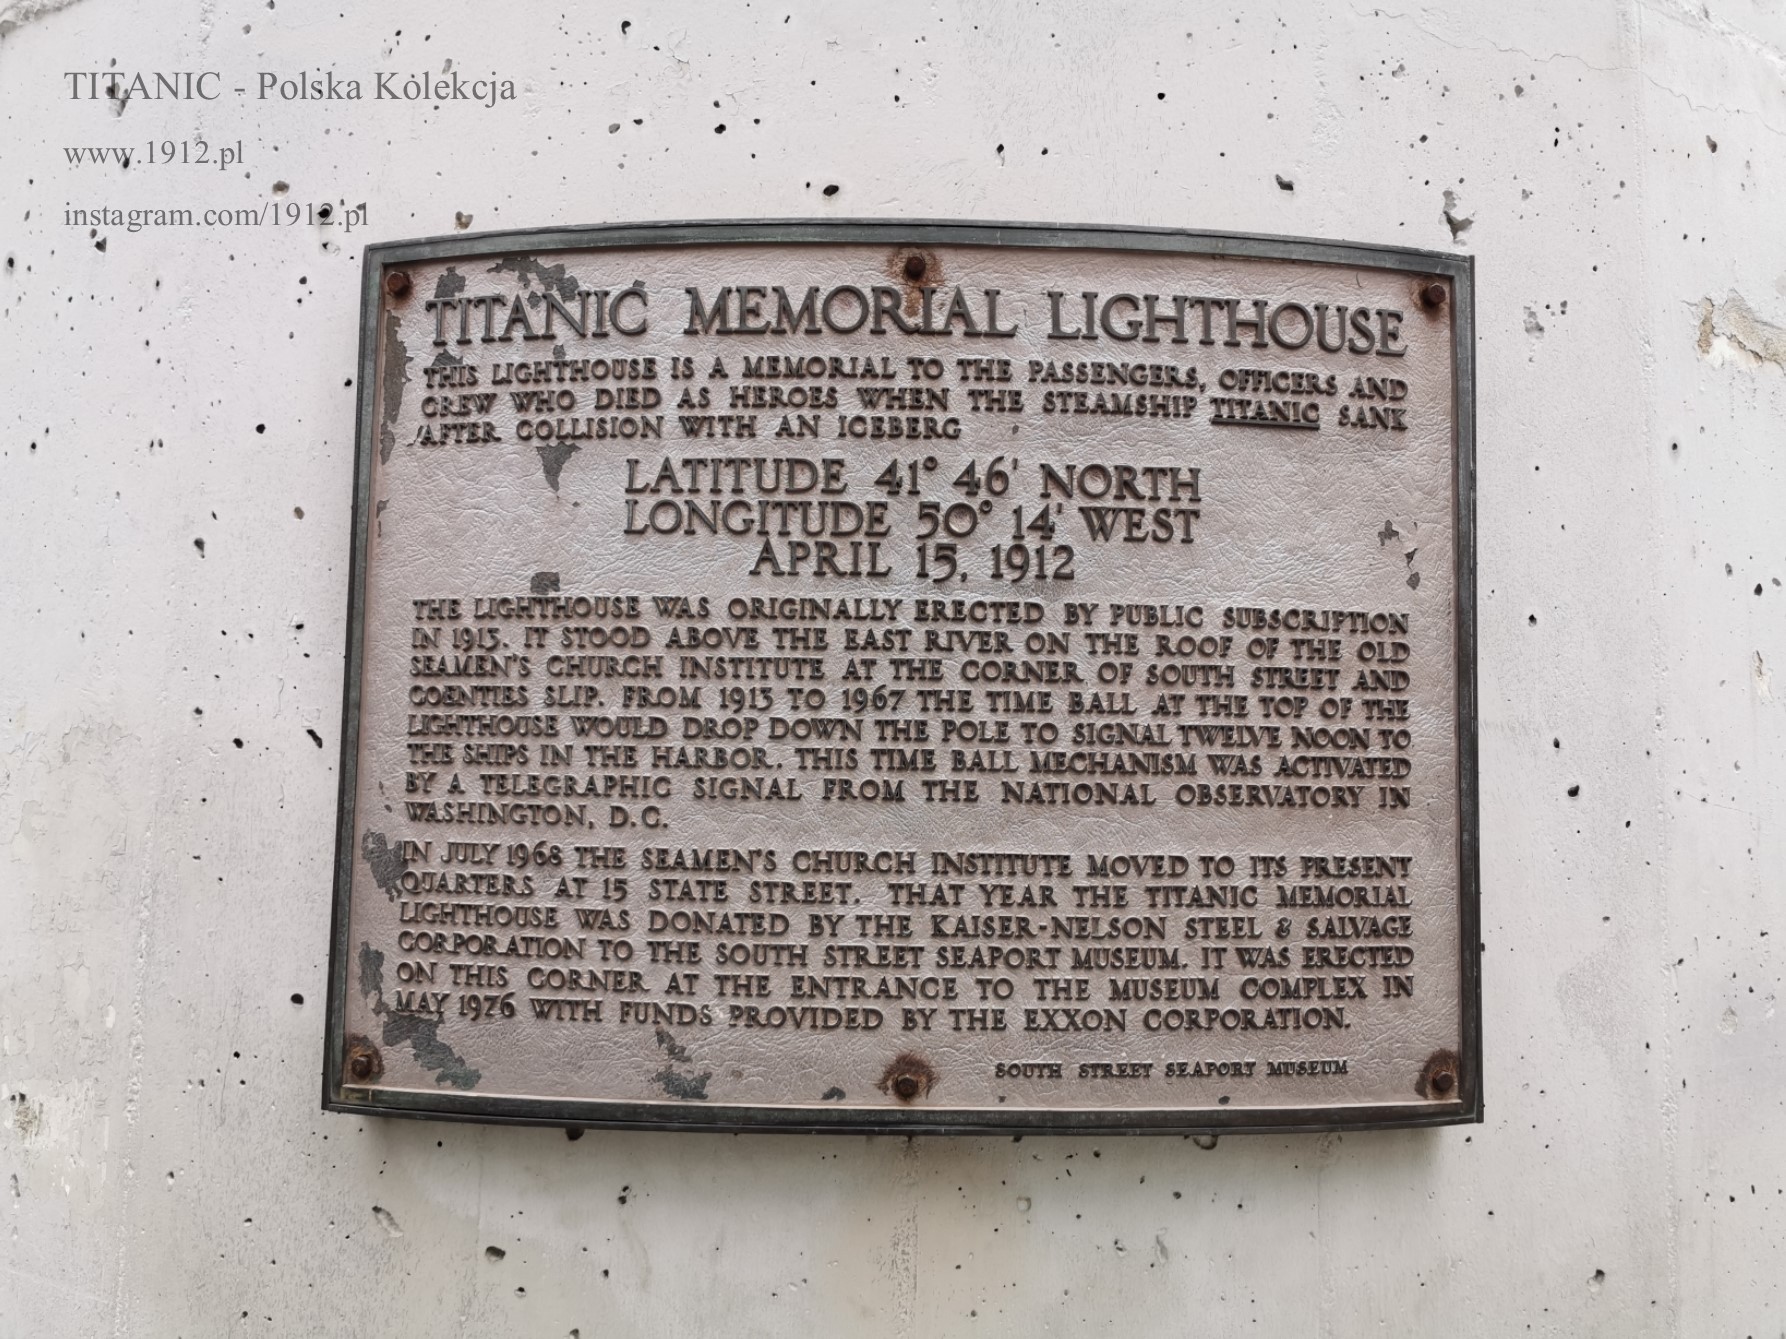 TITANIC - Polska Kolekcja
www.1912.pl
instagram.com/1912.pl
TITANIC MEMORIAL LIGHTHOUSE
THIS LIGHTHOUSE IS A MEMORIAL TO THE PASSENGERS, OFFICERS AND
CREW WHO DIED AS HEROES WHEN THE STEAMSHIP TITANIC SANK
AFTER COLLISION WITH AN ICEBERG
LATITUDE 41° 46' NORTH
LONGITUDE 50° 14' WEST
APRIL 15, 1912
THE LIGHTHOUSE WAS ORIGINALLY ERECTED BY PUBLIC SUBSCRIPTION
IN 1913. IT STOOD ABOVE THE EAST RIVER ON THE ROOF OF THE OLD
SEAMEN'S CHURCH INSTITUTE AT THE CORNER OF SOUTH STREET AND
COENTIES SLIP. FROM 1913 TO 1967 THE TIME BALL AT THE TOP OF THE
LIGHTHOUSE WOULD DROP DOWN THE POLE TO SIGNAL TWELVE NOON TO
THE SHIPS IN THE HARBOR. THIS TIME BALL MECHANISM WAS ACTIVATED
BY A TELEGRAPHIC SIGNAL FROM THE NATIONAL OBSERVATORY IN
WASHINGTON, D.C.
IN JULY 1968 THE SEAMEN'S CHURCH INSTITUTE MOVED TO ITS PRESENT
QUARTERS AT 15 STATE STREET. THAT YEAR THE TITANIC MEMORIAL
LIGHTHOUSE WAS DONATED BY THE KAISER-NELSON STEEL & SALVAGE
CORPORATION TO THE SOUTH STREET SEAPORT MUSEUM. IT WAS ERECTED
ON THIS CORNER AT THE ENTRANCE TO THE MUSEUM COMPLEX IN
MAY 1976 WITH FUNDS PROVIDED BY THE EXXON CORPORATION.
SOUTH STREET SEAPORT MUSEUM